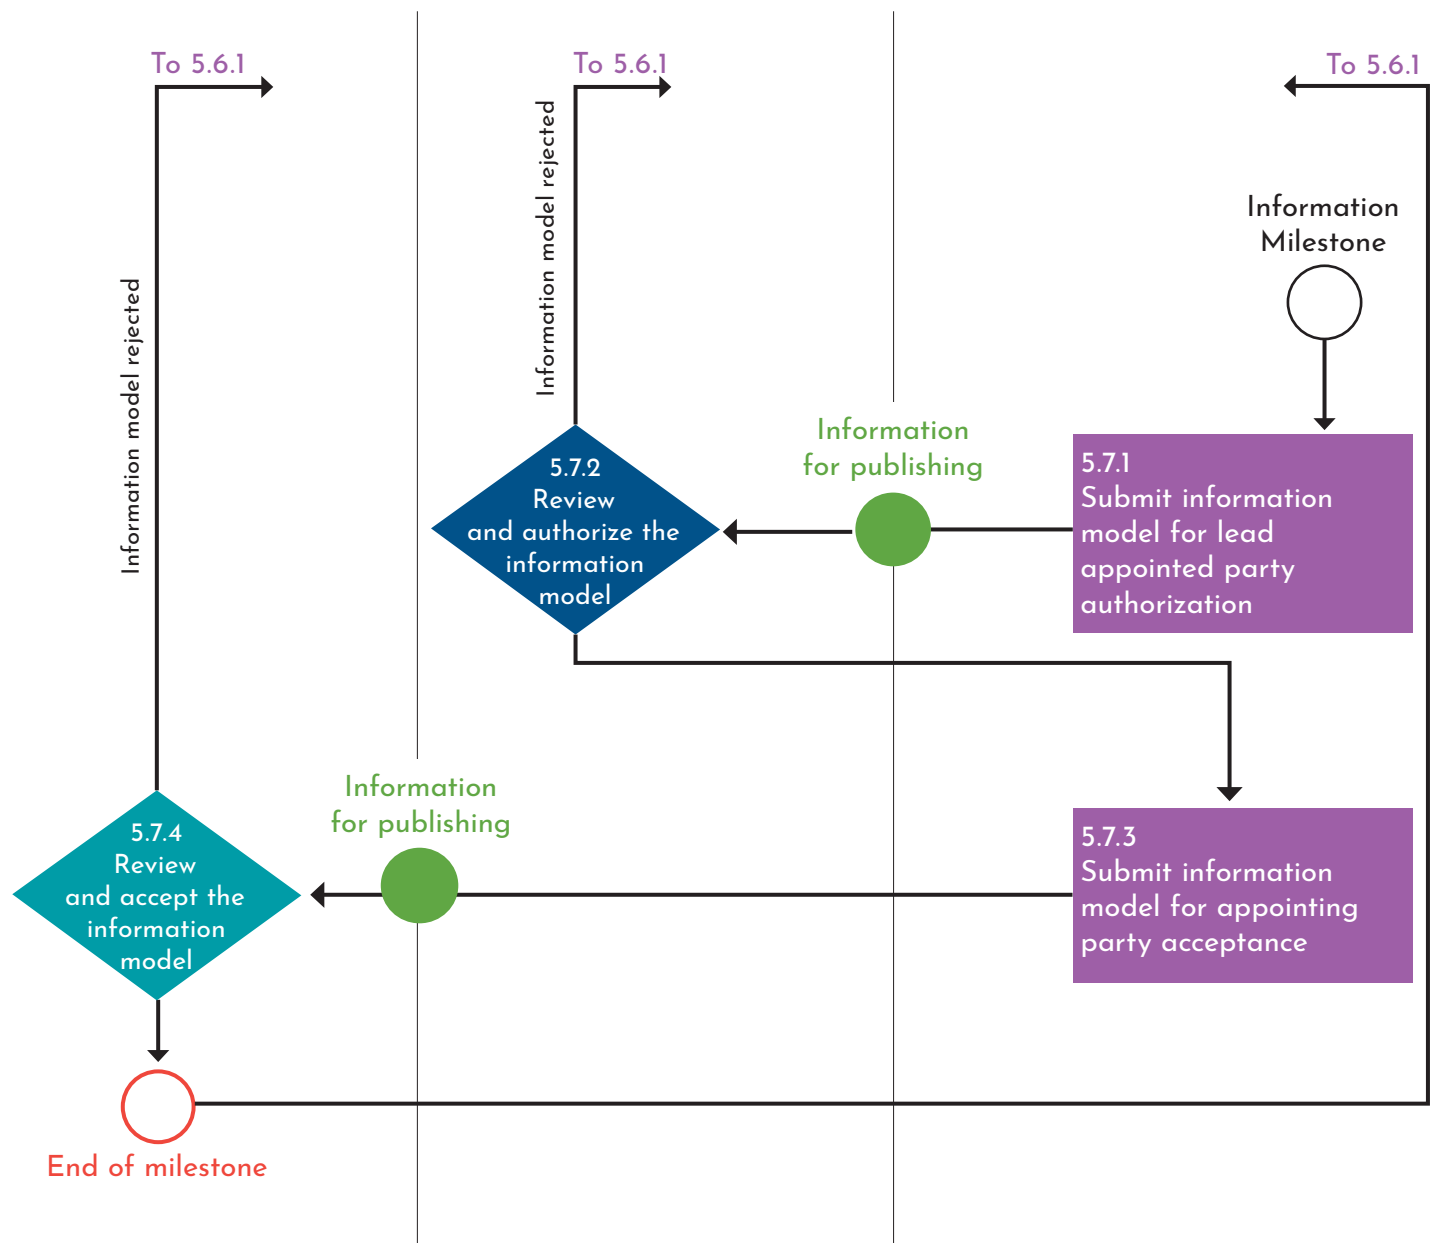 To 5.6.1
To 5.6.1
To 5.6.1
Information model rejected
Information model rejected
Information
Milestone
Information
for publishing
5.7.1
Submit information
model for lead
appointed party
authorization
5.7.2
Review
and authorize the
information
model
Information
for publishing
5.7.3
Submit information
model for appointing
party acceptance
5.7.4
Review
and accept the
information
model
End of milestone